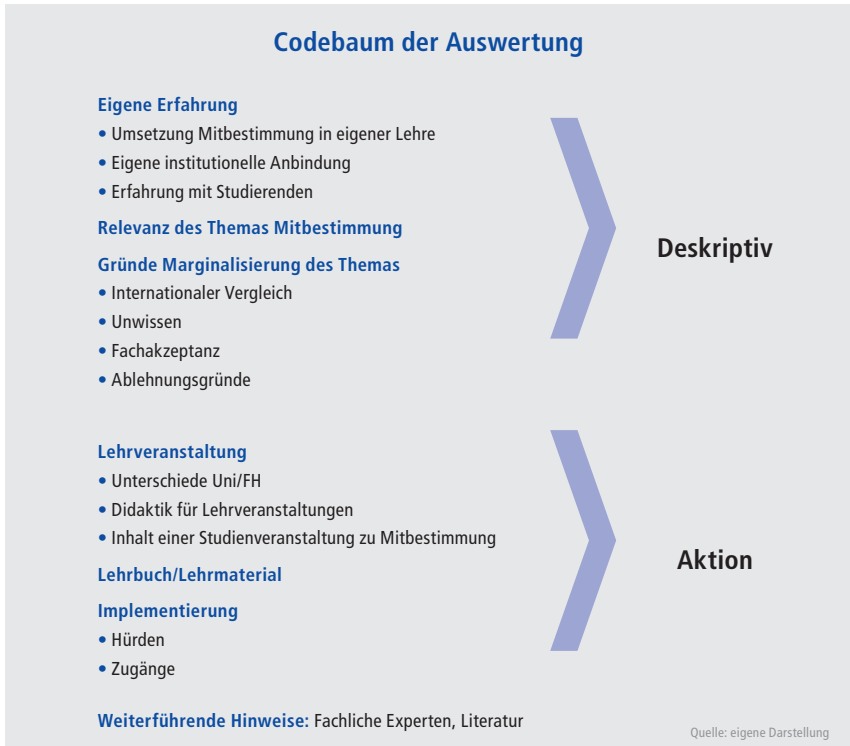 Codebaum der Auswertung
Eigene Erfahrung
• Umsetzung Mitbestimmung in eigener Lehre
• Eigene institutionelle Anbindung
• Erfahrung mit Studierenden
Relevanz des Themas Mitbestimmung
Gründe Marginalisierung des Themas
• Internationaler Vergleich
• Unwissen
• Fachakzeptanz
• Ablehnungsgründe
Deskriptiv
Lehrveranstaltung
• Unterschiede Uni/FH
• Didaktik für Lehrveranstaltungen
• Inhalt einer Studienveranstaltung zu Mitbestimmung
Lehrbuch/Lehrmaterial
Implementierung
• Hürden
• Zugänge
Aktion
Weiterführende Hinweise: Fachliche Experten, Literatur
Quelle: eigene Darstellung